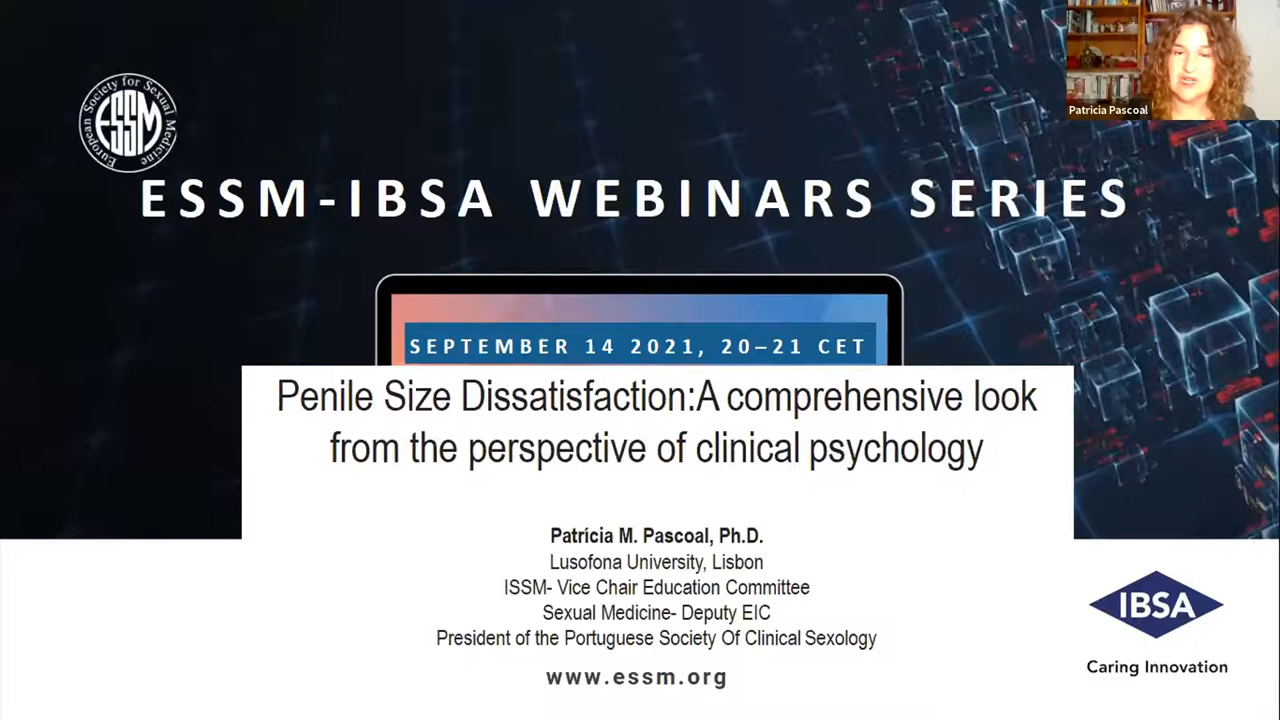 Patricia Pascoal
European Society for Sexual Medicine
ESSM
ESSM-IBSA WEBINARS SERIES
SEPTEMBER 14 2021, 20–21 CET
Penile Size Dissatisfaction:A comprehensive look
from the perspective of clinical psychology
Patrícia M. Pascoal, Ph.D.
Lusofona University, Lisbon
ISSM- Vice Chair Education Committee
Sexual Medicine- Deputy EIC
President of the Portuguese Society Of Clinical Sexology
www.essm.org
IBSA
Caring Innovation